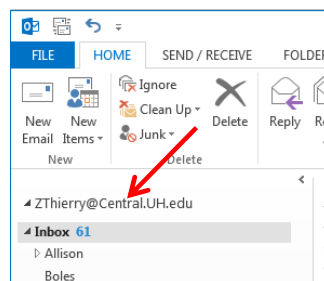 FILE HOME SEND / RECEIVE FOLDE
Ignore
Clean Up
Junk
New Email
New Items
Delete
Reply
New
Delete
ZThierry@Central.UH.edu
Inbox 61
Allison
Boles